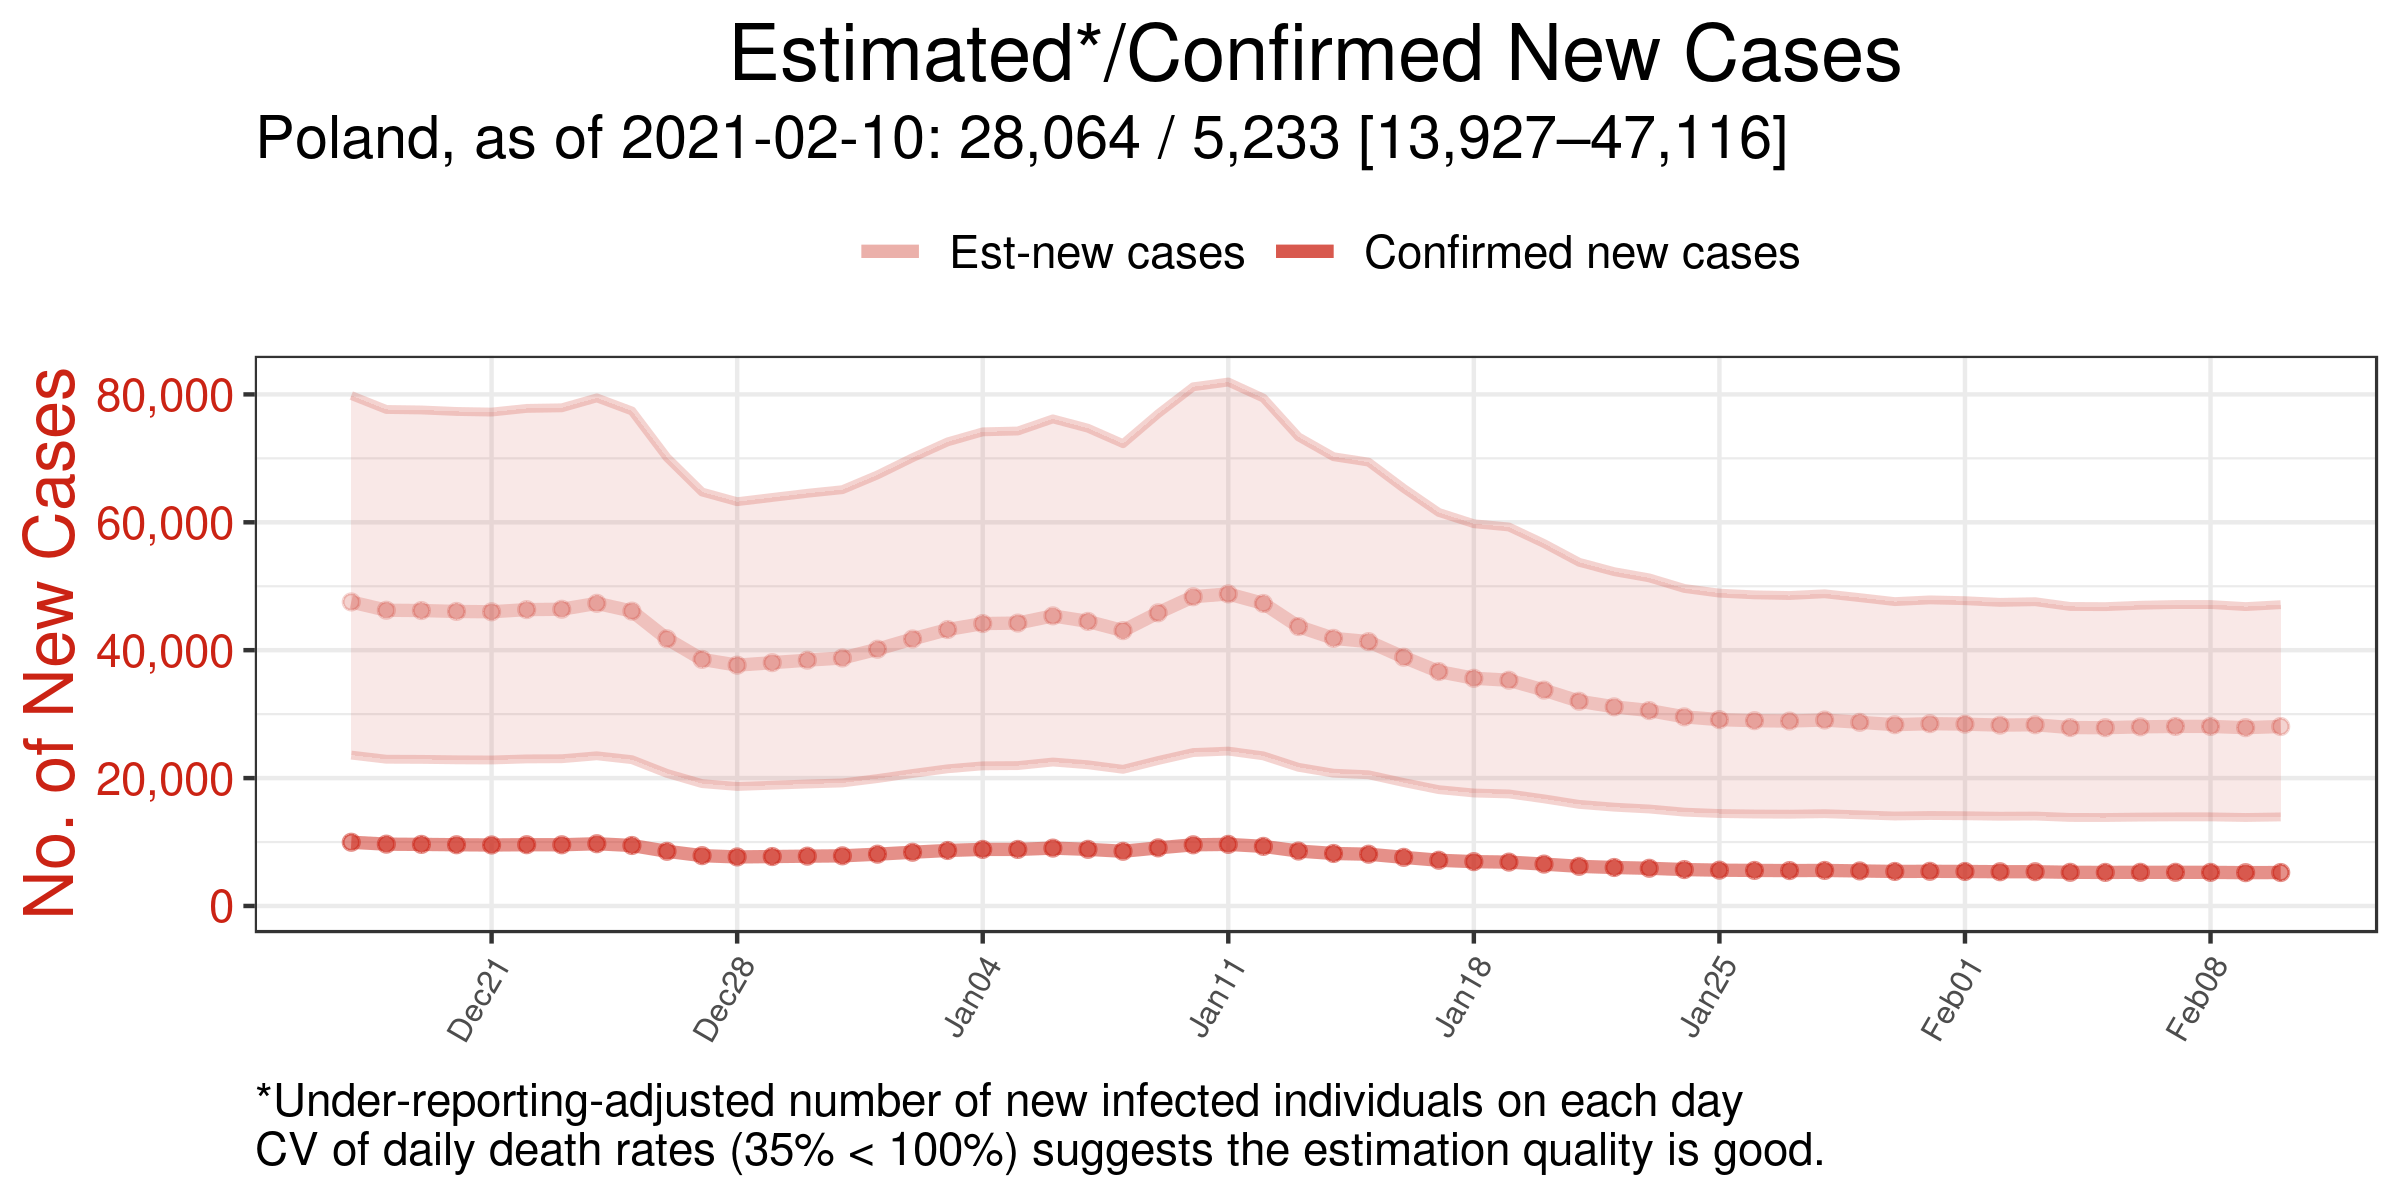 Estimated*/Confirmed New Cases
Poland, as of 2021-02-10: 28,064 / 5,233 [13,927–47,116]
Est-new cases
Confirmed new cases
No. of New Cases
80,000
60,000
40,000
20,000
0
Dec21
Dec28
Jan04
Jan11
Jan18
Jan25
Feb01
Feb08
*Under-reporting-adjusted number of new infected individuals on each day
CV of daily death rates (35% < 100%) suggests the estimation quality is good.